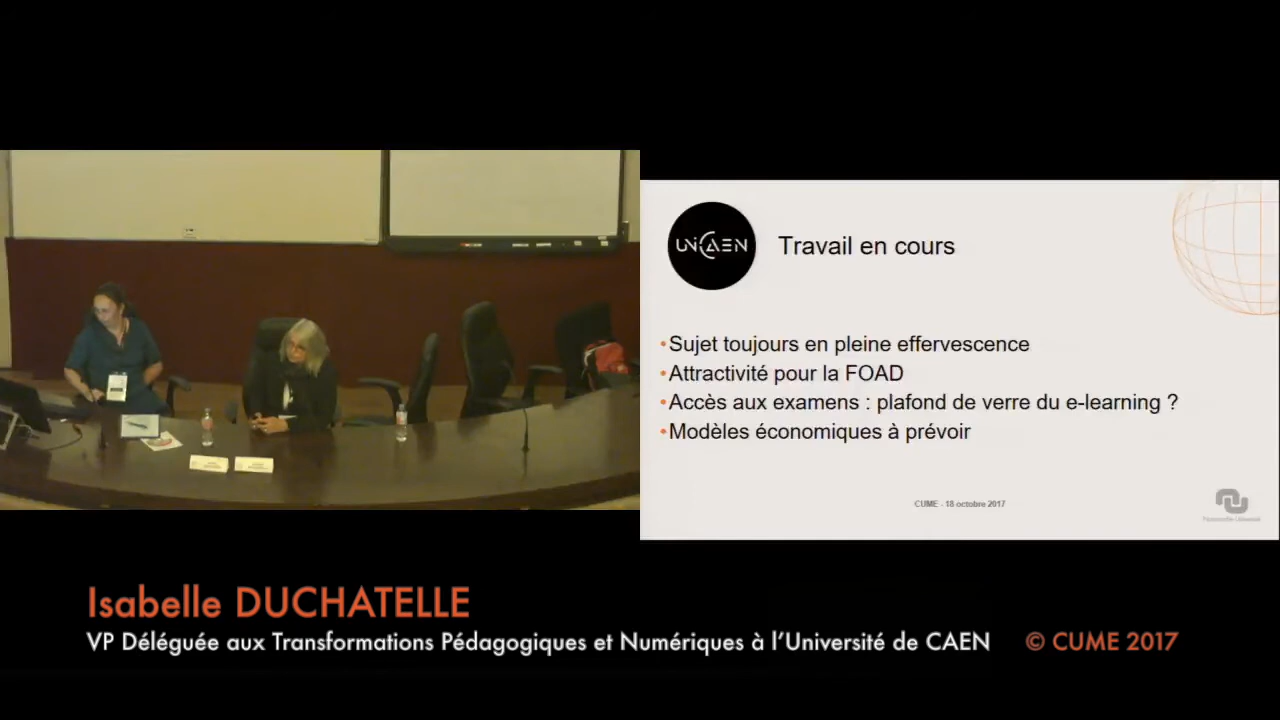 UNICAEN
Travail en cours
•Sujet toujours en pleine effervescence
•Attractivité pour la FOAD
•Accès aux examens : plafond de verre du e-learning ?
•Modèles économiques à prévoir
CUME - 18 octobre 2017
Isabelle DUCHATELLE
VP Déléguée aux Transformations Pédagogiques et Numériques à l'Université de CAEN © CUME 2017